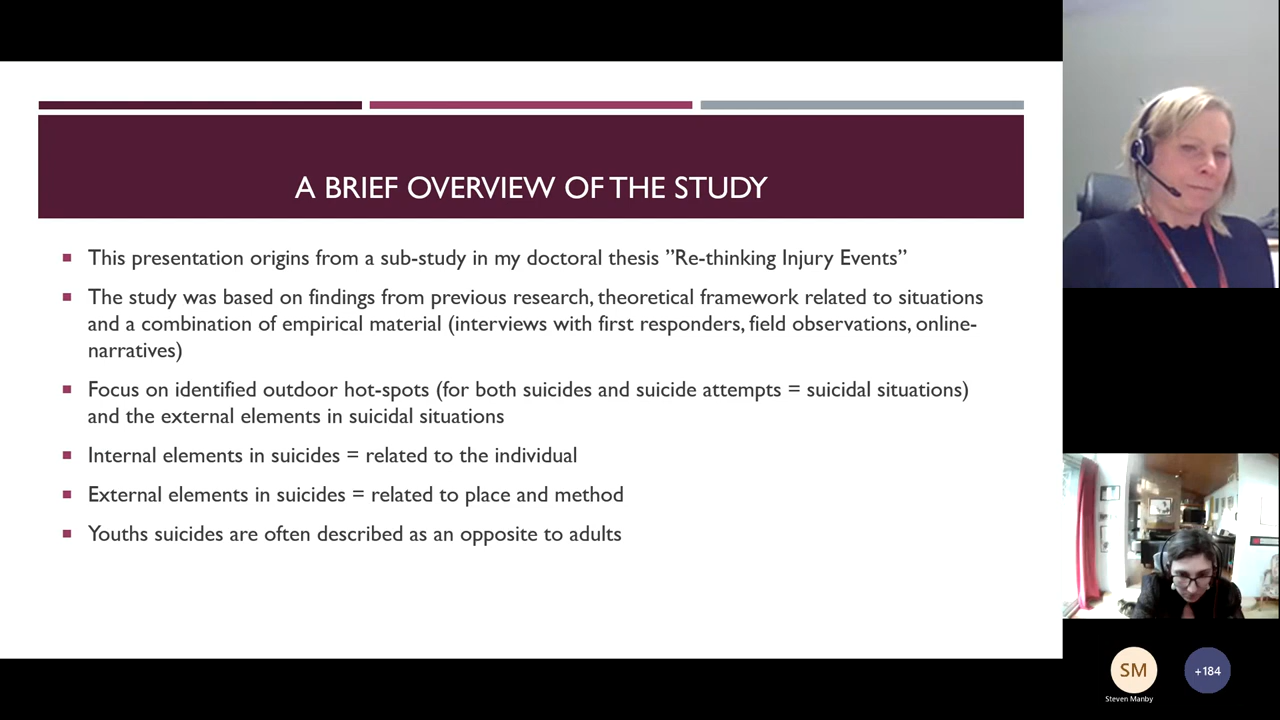 A BRIEF OVERVIEW OF THE STUDY
This presentation origins from a sub-study in my doctoral thesis ”Re-thinking Injury Events”
The study was based on findings from previous research, theoretical framework related to situations
and a combination of empirical material (interviews with first responders, field observations, online-
narratives)
Focus on identified outdoor hot-spots (for both suicides and suicide attempts = suicidal situations)
and the external elements in suicidal situations
Internal elements in suicides = related to the individual
External elements in suicides = related to place and method
Youths suicides are often described as an opposite to adults
SM
+184
Steven Manby